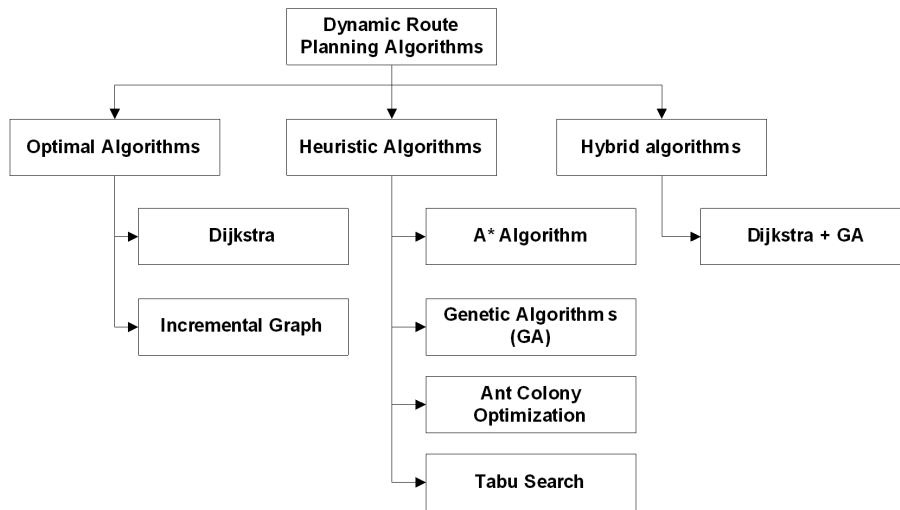 Dynamic Route
Planning Algorithms
Optimal Algorithms
Heuristic Algorithms
Hybrid algorithms
Dijkstra
A* Algorithm
Dijkstra + GA
Incremental Graph
Genetic Algorithms
(GA)
Ant Colony
Optimization
Tabu Search